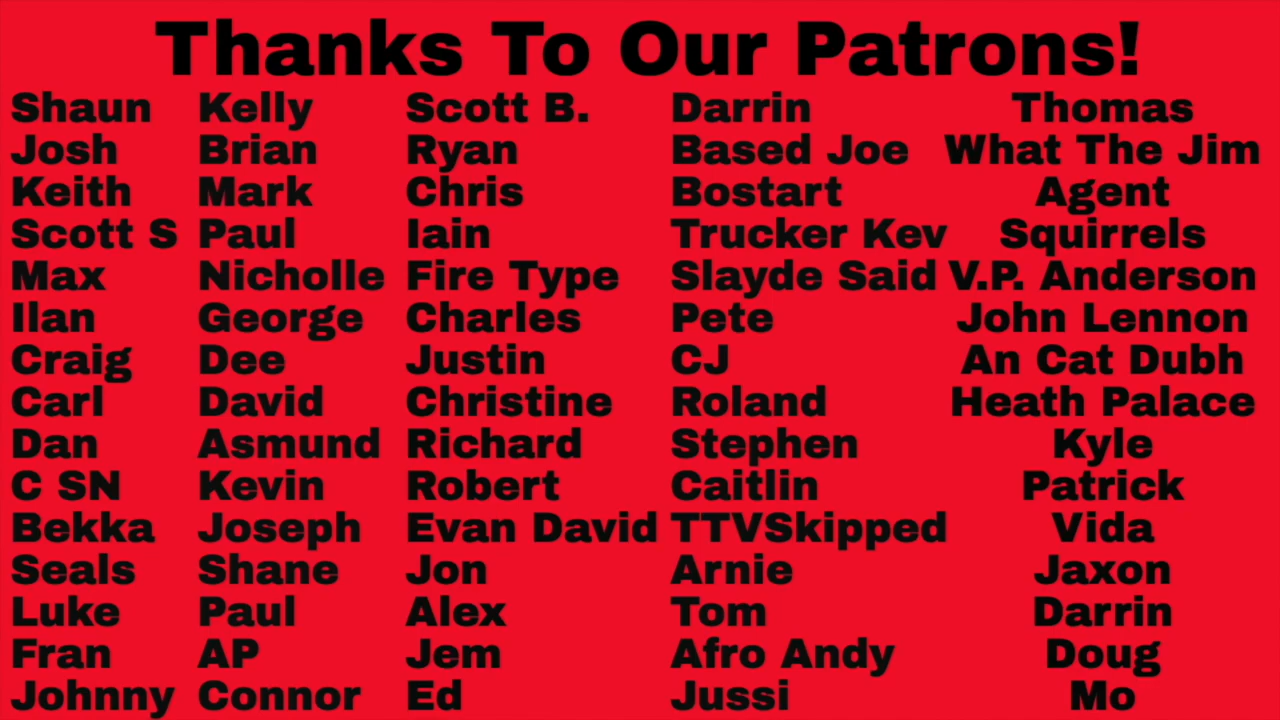 Thanks To Our Patrons!
Shaun
Josh
Keith
Scott S
Max
Ilan
Craig
Carl
Dan
C SN
Bekka
Seals
Luke
Fran
Johnny
Kelly
Brian
Mark
Paul
Nicholle
George
Dee
David
Asmund
Kevin
Joseph
Shane
Paul
AP
Connor
Scott B.
Ryan
Chris
Iain
Fire Type
Charles
Justin
Christine
Richard
Robert
Evan David
Jon
Alex
Jem
Ed
Darrin
Based Joe
Bostart
Trucker Kev
Slayde Said
Pete
CJ
Roland
Stephen
Caitlin
TTVSkipped
Arnie
Tom
Afro Andy
Jussi
Thomas
What The Jim
Agent
Squirrels
V.P. Anderson
John Lennon
An Cat Dubh
Heath Palace
Kyle
Patrick
Vida
Jaxon
Darrin
Doug
Mo